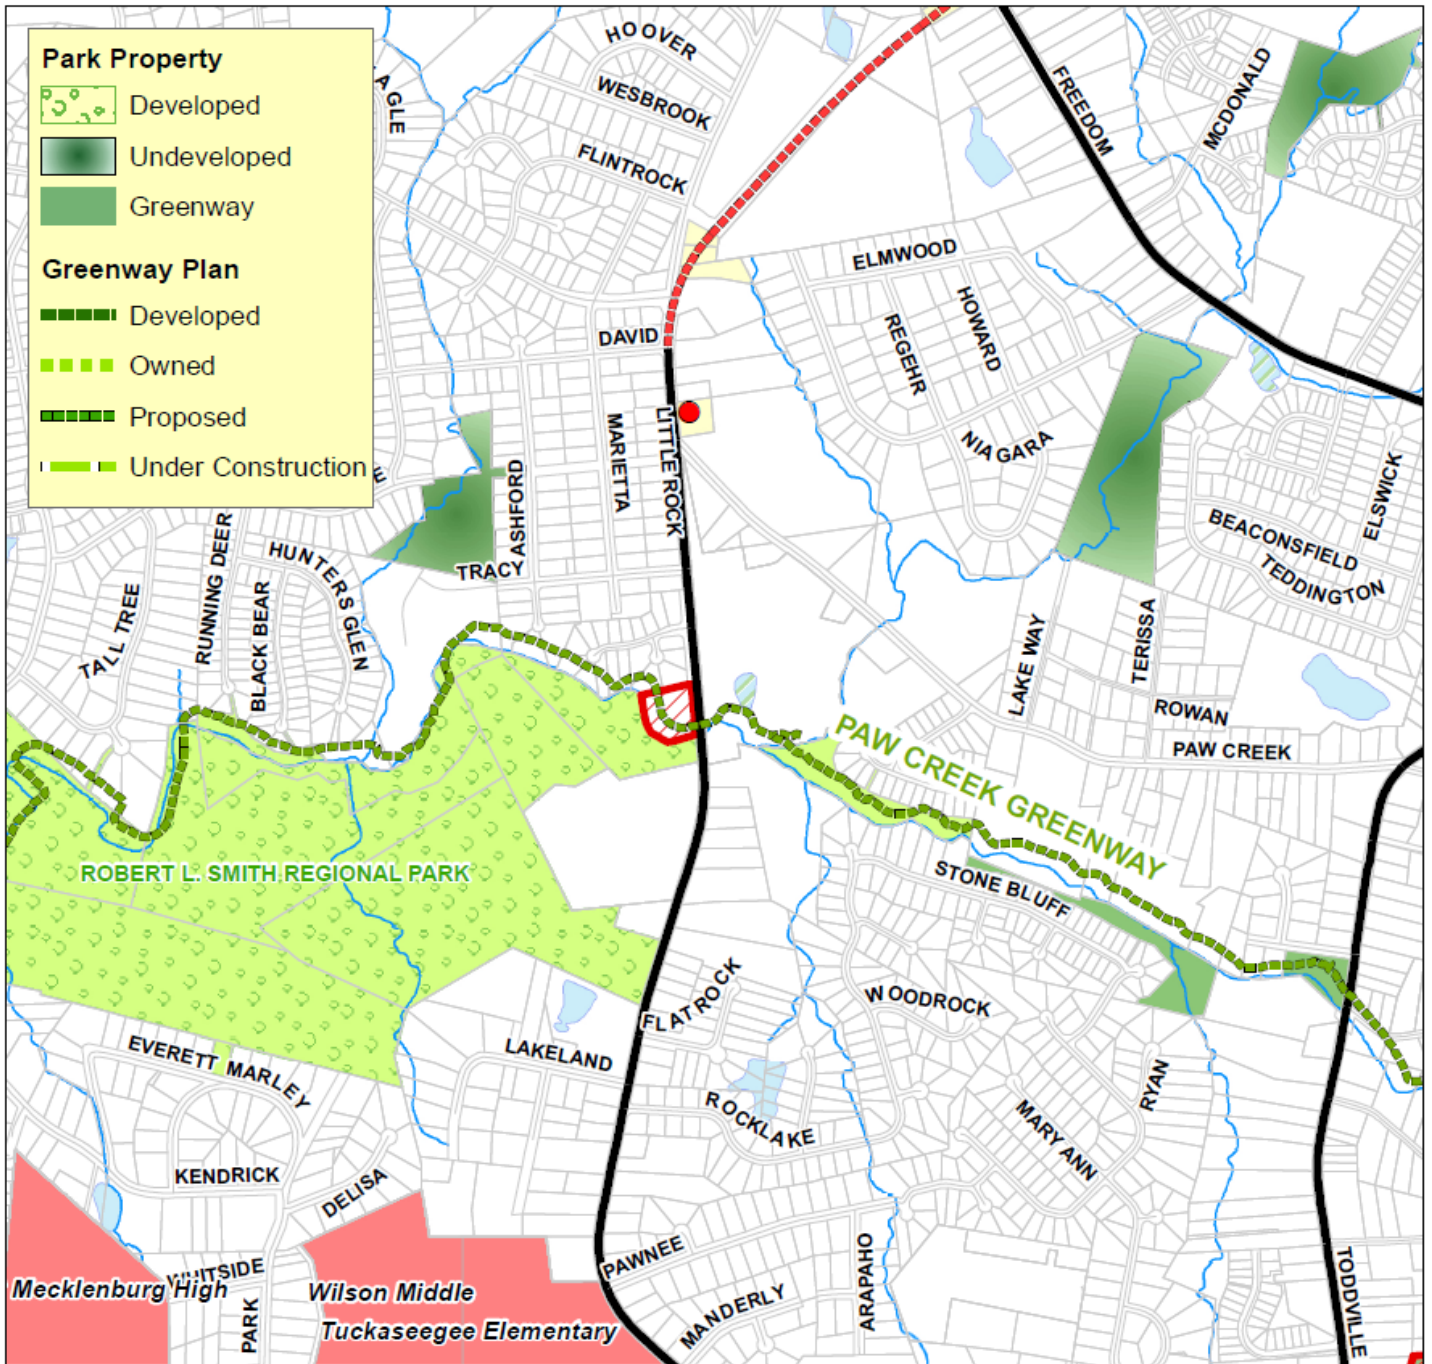 Park Property
Developed
Undeveloped
Greenway
Greenway Plan
Developed
Owned
Proposed
Under Construction
AGLE
HOOVER
WESBROOK
FLINTROCK
FREEDOM
MCDONALD
ELMWOOD
HOWARD
REGEHR
NIAGARA
DAVID
MARIETTA
LITTLE ROCK
ASHFORD
TRACY
E
ELSWICK
BEACONSFIELD
TEDDINGTON
RUNNING DEER
HUNTERS GLEN
BLACK BEAR
TALL TREE
LAKE WAY
TERISSA
ROWAN
PAW CREEK
PAW CREEK GREENWAY
ROBERT L. SMITH REGIONAL PARK
STONE BLUFF
WOODROCK
FLATROCK
LAKELAND
ROCKLAKE
EVERETT MARLEY
RYAN
MARY ANN
KENDRICK
DELISA
PAWNEE
MANDERLY
ARAPAHO
TODDVILLE
WHITSIDE
PARK
Mecklenburg High
Wilson Middle
Tuckaseegee Elementary